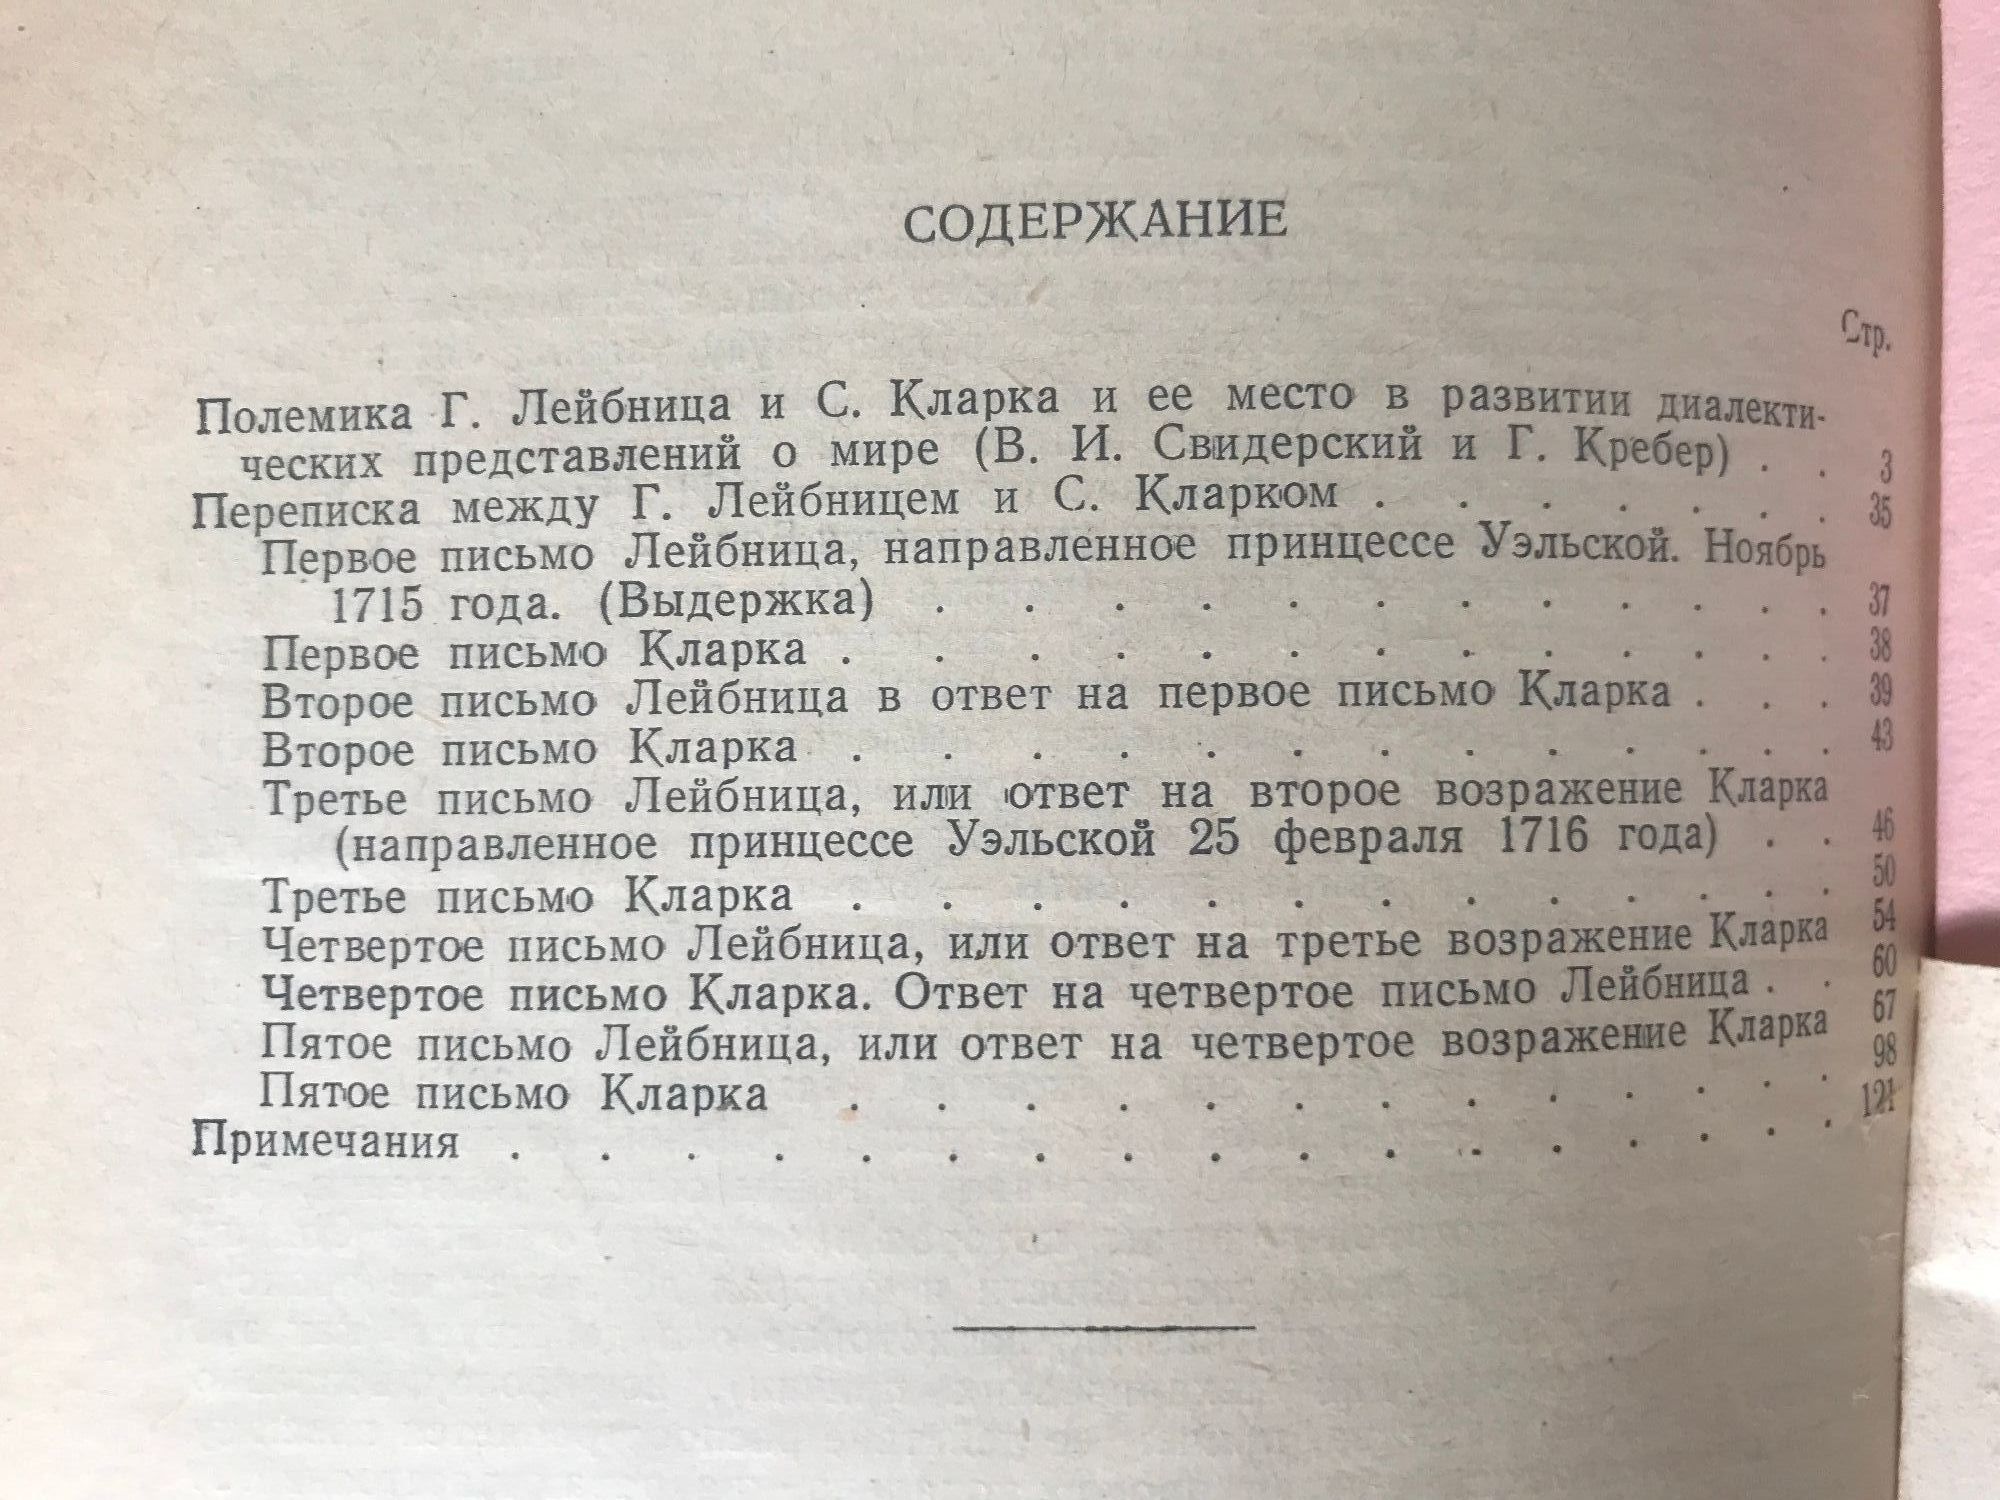 СОДЕРЖАНИЕ
Стр.
Полемика Г. Лейбница и С. Кларка и ее место в развитии диалекти-
ческих представлений о мире (В. И. Свидерский и Г. Кребер) . . 3
Переписка между Г. Лейбницем и С. Кларком . . . . . . 35
Первое письмо Лейбница, направленное принцессе Уэльской. Ноябрь
1715 года. (Выдержка) . . . . . . . . . . . 37
Первое письмо Кларка . . . . . . . . . . . . 38
Второе письмо Лейбница в ответ на первое письмо Кларка . . . 39
Второе письмо Кларка . . . . . . . . . . . . 43
Третье письмо Лейбница, или ответ на второе возражение Кларка
(направленное принцессе Уэльской 25 февраля 1716 года) . . 46
Третье письмо Кларка . . . . . . . . . . . . 50
Четвертое письмо Лейбница, или ответ на третье возражение Кларка 54
Четвертое письмо Кларка. Ответ на четвертое письмо Лейбница . . 60
Пятое письмо Лейбница, или ответ на четвертое возражение Кларка 67
Пятое письмо Кларка . . . . . . . . . . . . 98
Примечания . . . . . . . . . . . . . . . . 121